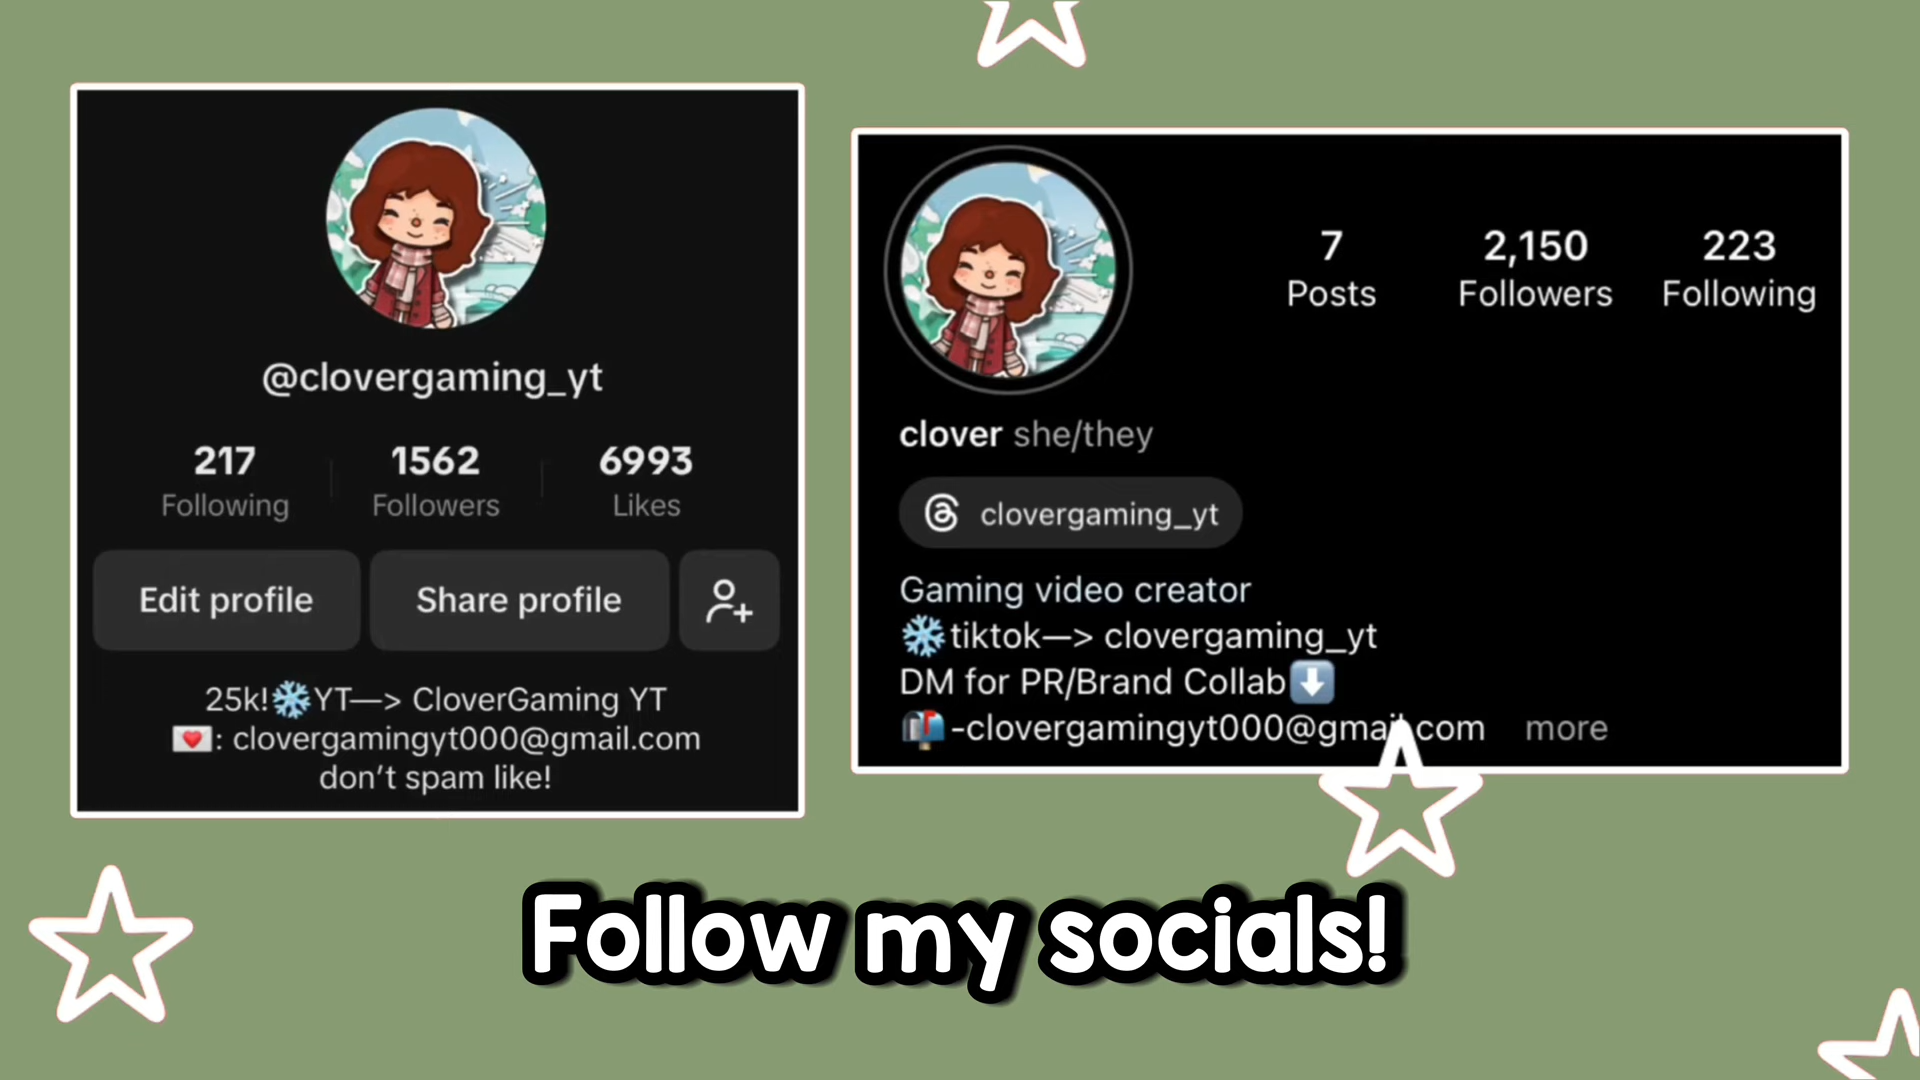 @clovergaming_yt
217 1562 6993
Following Followers Likes
Edit profile Share profile
25k!❄️YT—> CloverGaming YT
💌: clovergamingyt000@gmail.com
don’t spam like!
7 2,150 223
Posts Followers Following
clover she/they
clovergaming_yt
Gaming video creator
❄️tiktok—> clovergaming_yt
DM for PR/Brand Collab⬇️
📬-clovergamingyt000@gmail.com more
Follow my socials!